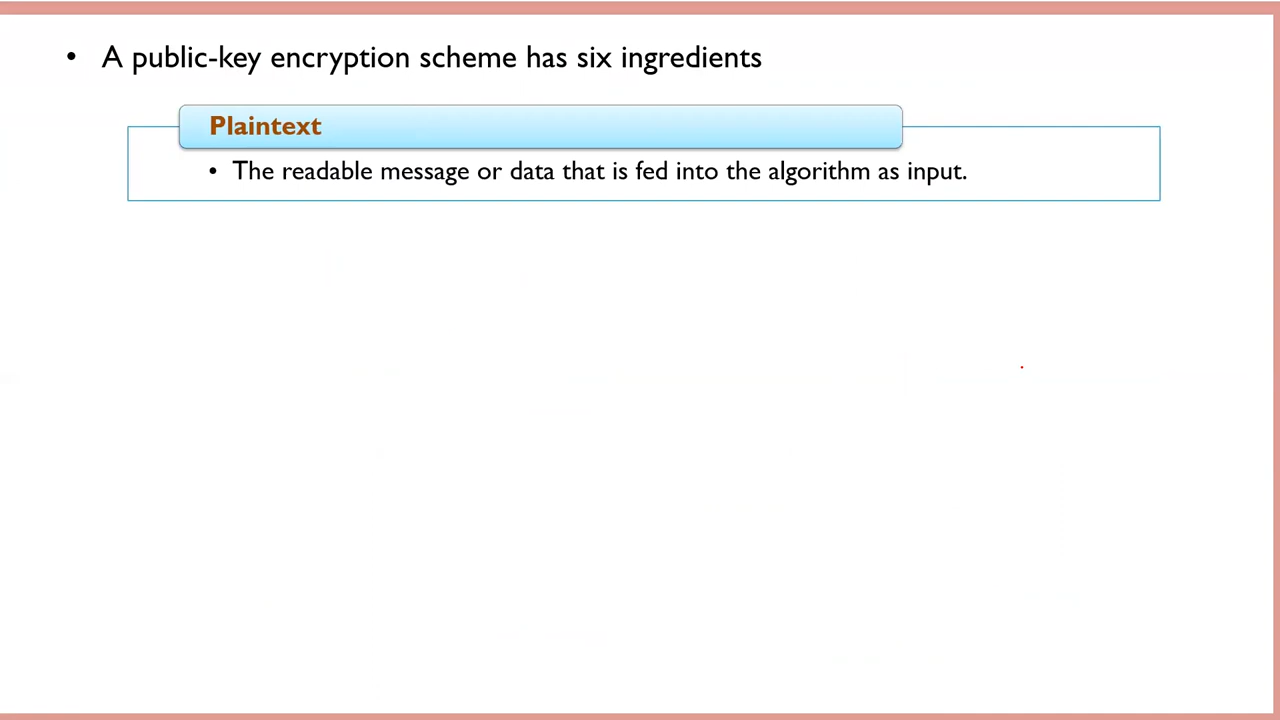 • A public-key encryption scheme has six ingredients
Plaintext
• The readable message or data that is fed into the algorithm as input.